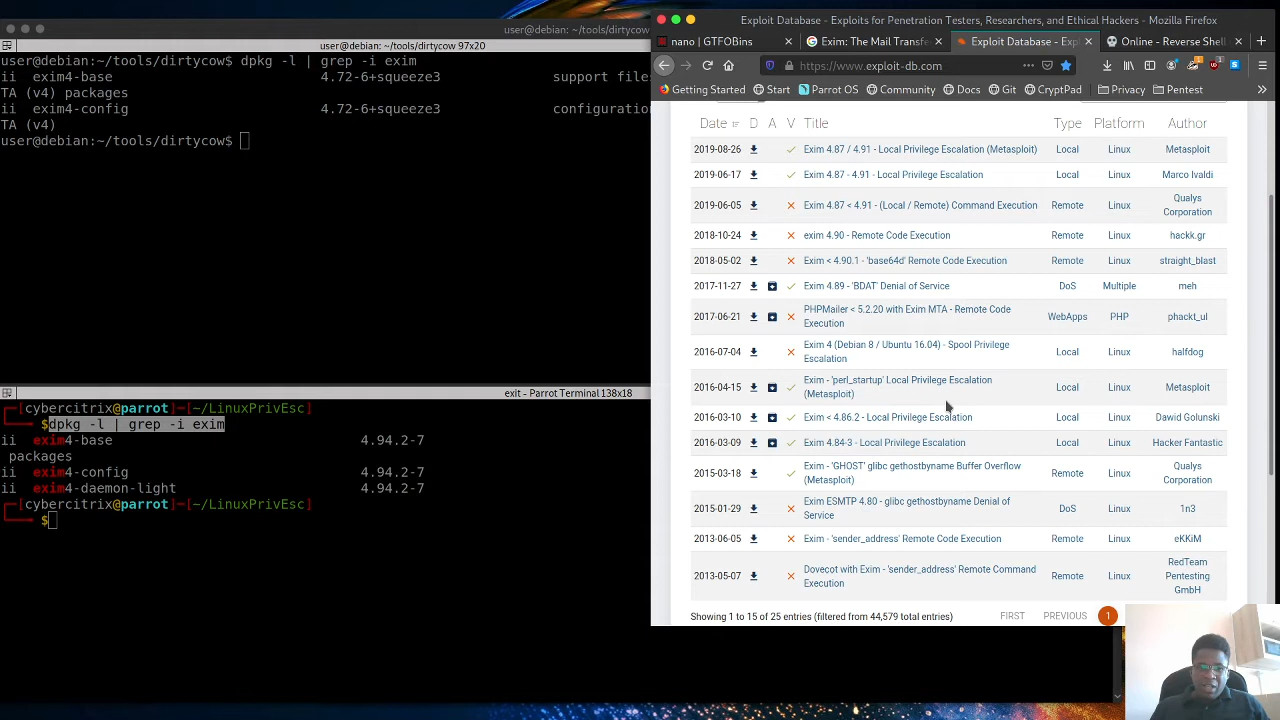 user@debian: ~/tools/dirtycow
user@debian: ~/tools/dirtycow 97x20
user@debian:~/tools/dirtycow$ dpkg -l | grep -i exim
ii exim4-base 4.72-6+squeeze3 support files
TA (v4) packages
ii exim4-config 4.72-6+squeeze3 configuration
TA (v4)
user@debian:~/tools/dirtycow$
exit - Parrot Terminal 138x18
[cybercitrix@parrot]─[~/LinuxPrivEsc]
$dpkg -l | grep -i exim
ii exim4-base 4.94.2-7
packages
ii exim4-config 4.94.2-7
ii exim4-daemon-light 4.94.2-7
[cybercitrix@parrot]─[~/LinuxPrivEsc]
$
Exploit Database - Exploits for Penetration Testers, Researchers, and Ethical Hackers - Mozilla Firefox
nano | GTFOBins
Exim: The Mail Transfe
Exploit Database - Exp
Online - Reverse Shell
https://www.exploit-db.com
Getting Started Start Parrot OS Community Docs Git CryptPad Privacy Pentest
Date D A V Title Type Platform Author
2019-08-26 Exim 4.87 / 4.91 - Local Privilege Escalation (Metasploit) Local Linux Metasploit
2019-06-17 Exim 4.87 - 4.91 - Local Privilege Escalation Local Linux Marco Ivaldi
2019-06-05 Exim 4.87 < 4.91 - (Local / Remote) Command Execution Remote Linux Qualys
Corporation
2018-10-24 exim 4.90 - Remote Code Execution Remote Linux hackk.gr
2018-05-02 Exim < 4.90.1 - 'base64d' Remote Code Execution Remote Linux straight_blast
2017-11-27 Exim 4.89 - 'BDAT' Denial of Service DoS Multiple meh
2017-06-21 PHPMailer < 5.2.20 with Exim MTA - Remote Code WebApps PHP phackt_ul
Execution
2016-07-04 Exim 4 (Debian 8 / Ubuntu 16.04) - Spool Privilege Local Linux halfdog
Escalation
2016-04-15 Exim - 'perl_startup' Local Privilege Escalation Local Linux Metasploit
(Metasploit)
2016-03-10 Exim < 4.86.2 - Local Privilege Escalation Local Linux Dawid Golunski
2016-03-09 Exim 4.84-3 - Local Privilege Escalation Local Linux Hacker Fantastic
2015-03-18 Exim - 'GHOST' glibc gethostbyname Buffer Overflow Remote Linux Qualys
(Metasploit) Corporation
2015-01-29 Exim ESMTP 4.80 - glibc gethostbyname Denial of DoS Linux 1n3
Service
2013-06-05 Exim - 'sender_address' Remote Code Execution Remote Linux eKKiM
2013-05-07 Dovecot with Exim - 'sender_address' Remote Command Remote Linux RedTeam
Execution Pentesting
GmbH
Showing 1 to 15 of 25 entries (filtered from 44,579 total entries) FIRST PREVIOUS 1